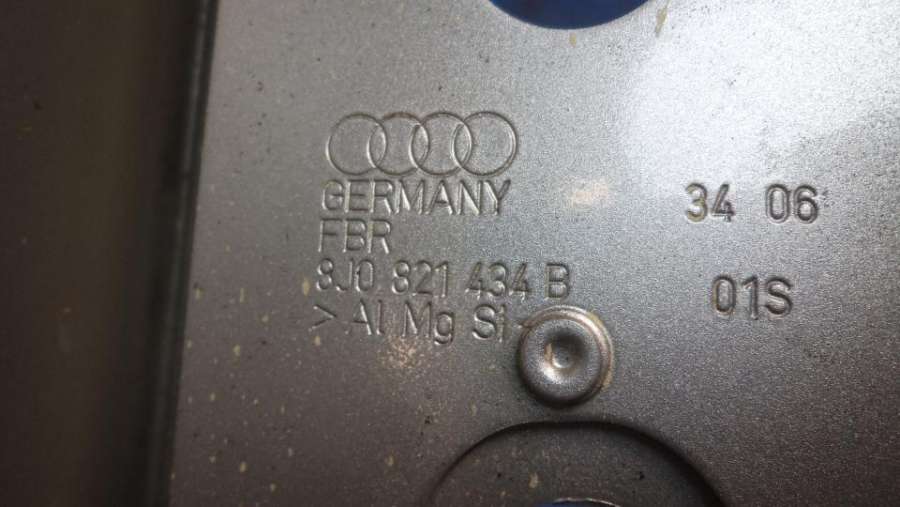 GERMANY
FBR
8J0 821 434 B
> Al Mg Si
34 06
01S